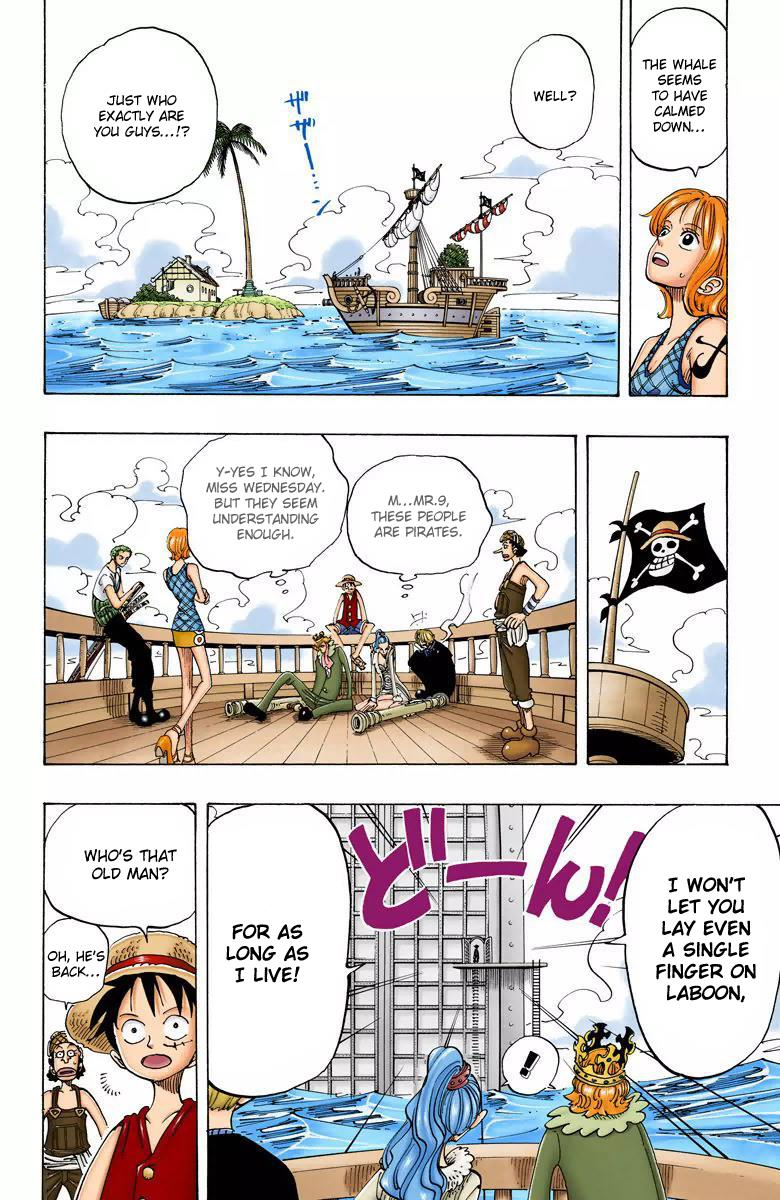 THE WHALE
SEEMS
TO HAVE
CALMED
DOWN...
WELL?
ザザー…
JUST WHO
EXACTLY ARE
YOU GUYS...!?
M...MR.9,
THESE PEOPLE
ARE PIRATES.
Y-YES I KNOW,
MISS WEDNESDAY.
BUT THEY SEEM
UNDERSTANDING
ENOUGH.
I WON'T
LET YOU
LAY EVEN
A SINGLE
FINGER ON
LABOON,
どーん!
FOR AS
LONG AS
I LIVE!
!
WHO'S THAT
OLD MAN?
OH, HE'S
BACK...